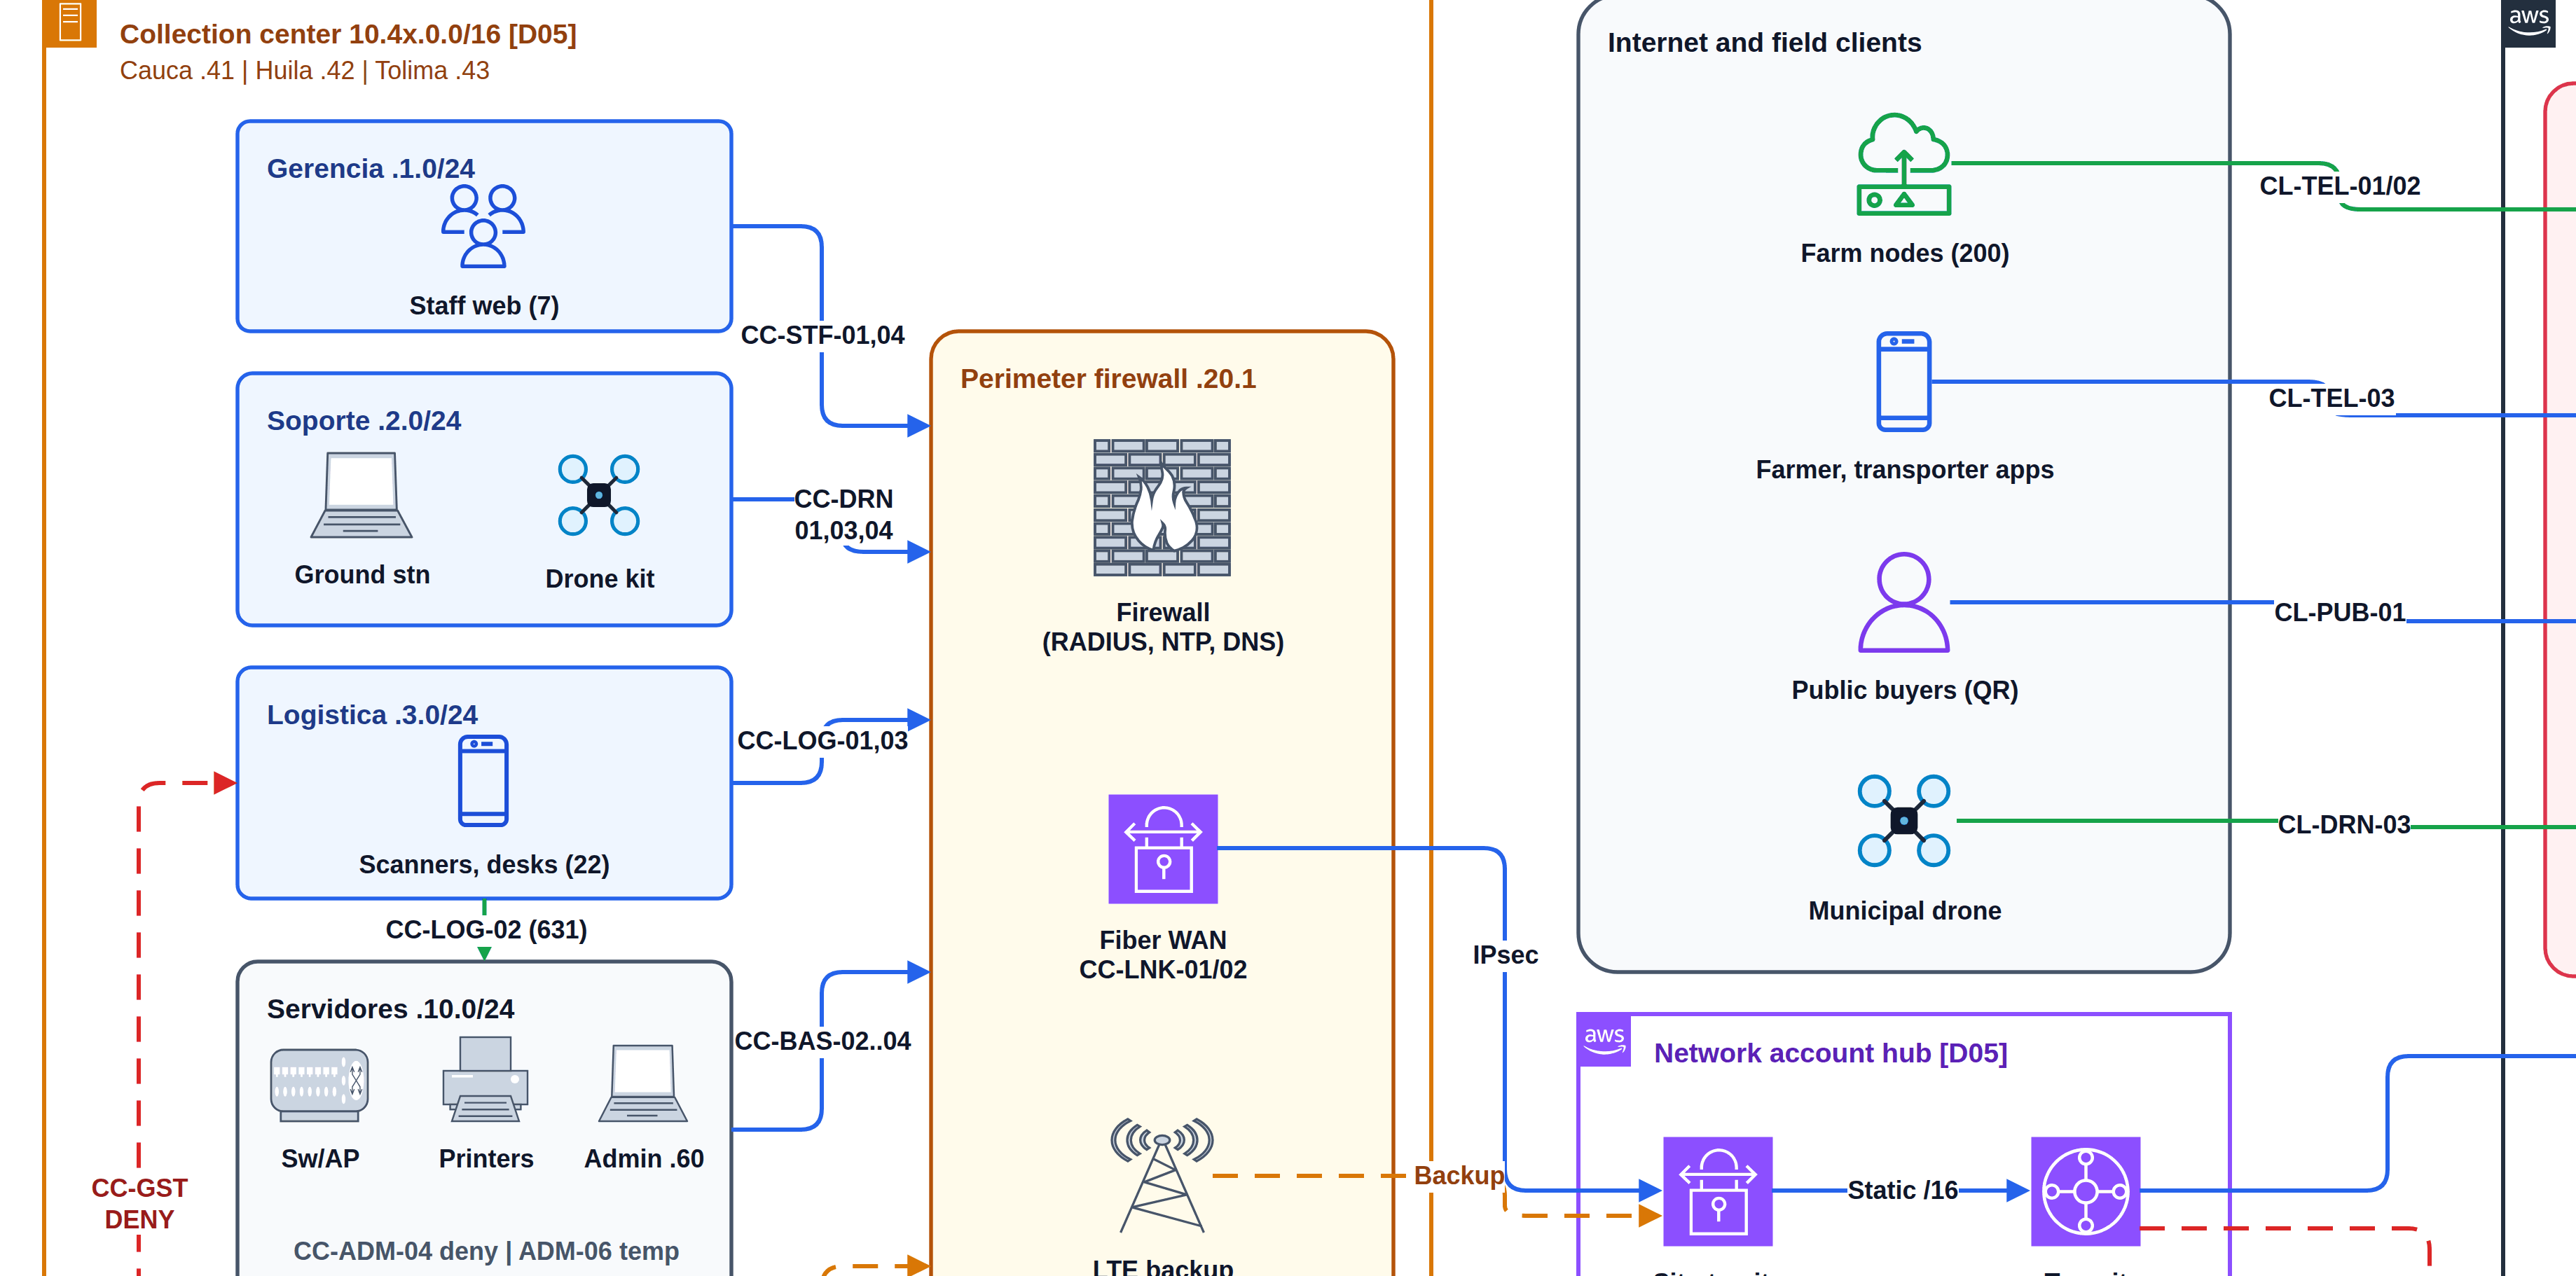 Collection center 10.4x.0.0/16 [D05]
Cauca .41 | Huila .42 | Tolima .43
Gerencia .1.0/24
Staff web (7)
CC-STF-01,04
Soporte .2.0/24
Ground stn
Drone kit
CC-DRN
01,03,04
Logistica .3.0/24
Scanners, desks (22)
CC-LOG-01,03
CC-LOG-02 (631)
Servidores .10.0/24
Sw/AP
Printers
Admin .60
CC-ADM-04 deny | ADM-06 temp
CC-BAS-02..04
CC-GST
DENY
Perimeter firewall .20.1
Firewall
(RADIUS, NTP, DNS)
Fiber WAN
CC-LNK-01/02
LTE backup
IPsec
Backup
Internet and field clients
Farm nodes (200)
Farmer, transporter apps
Public buyers (QR)
Municipal drone
CL-TEL-01/02
CL-TEL-03
CL-PUB-01
CL-DRN-03
aws
aws
Network account hub [D05]
Static /16